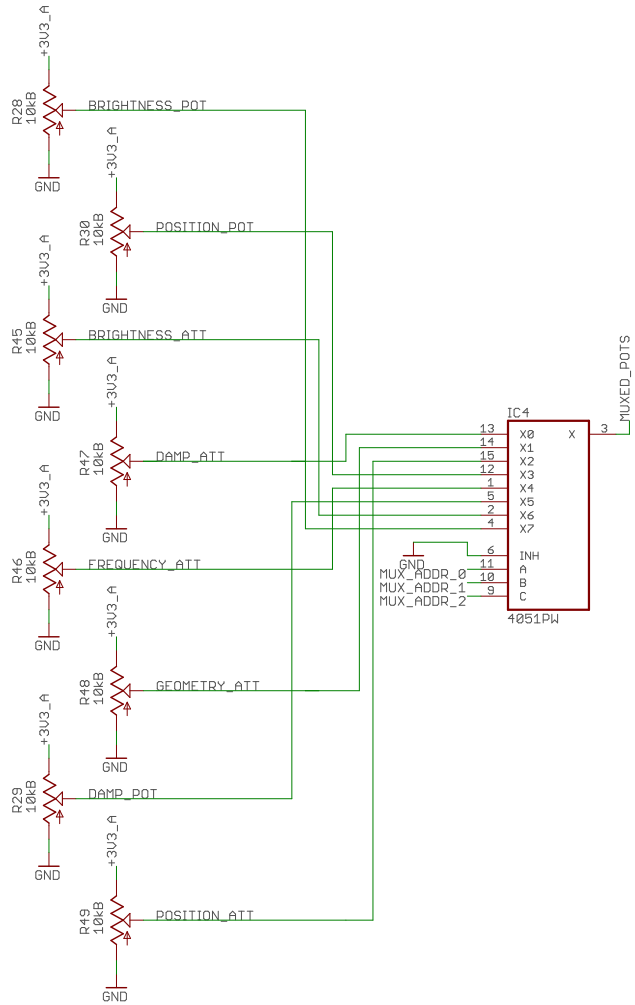 +3V3_A
R28
10kB
BRIGHTNESS_POT
GND
+3V3_A
R30
10kB
POSITION_POT
GND
+3V3_A
R45
10kB
BRIGHTNESS_ATT
GND
+3V3_A
R47
10kB
DAMP_ATT
GND
+3V3_A
R46
10kB
FREQUENCY_ATT
GND
+3V3_A
R48
10kB
GEOMETRY_ATT
GND
+3V3_A
R29
10kB
DAMP_POT
GND
+3V3_A
R49
10kB
POSITION_ATT
GND
IC4
13 X0 X 3
14 X1
15 X2
12 X3
1 X4
5 X5
2 X6
4 X7
6 INH
GND
MUX_ADDR_0 11 A
MUX_ADDR_1 10 B
MUX_ADDR_2 9 C
4051PW
MUXED_POTS